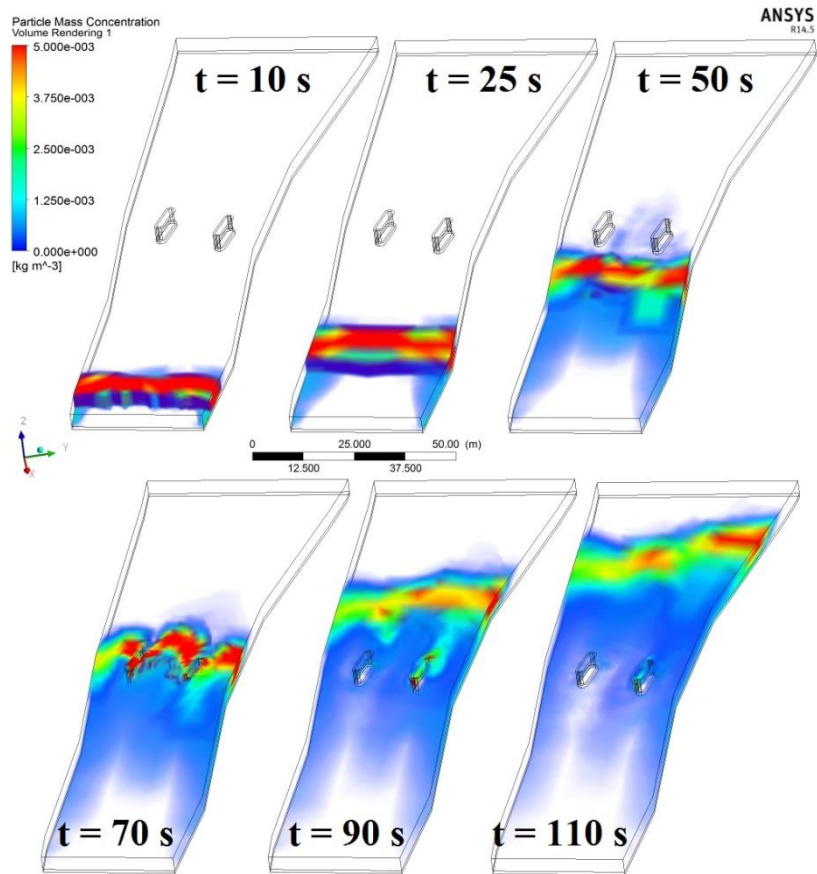 Particle Mass Concentration
Volume Rendering 1
ANSYS
R14.5
5.000e-003
3.750e-003
2.500e-003
1.250e-003
0.000e+000
[kg m^-3]
t = 10 s
t = 25 s
t = 50 s
Z
Y
X
0 25.000 50.00 (m)
12.500 37.500
t = 70 s
t = 90 s
t = 110 s